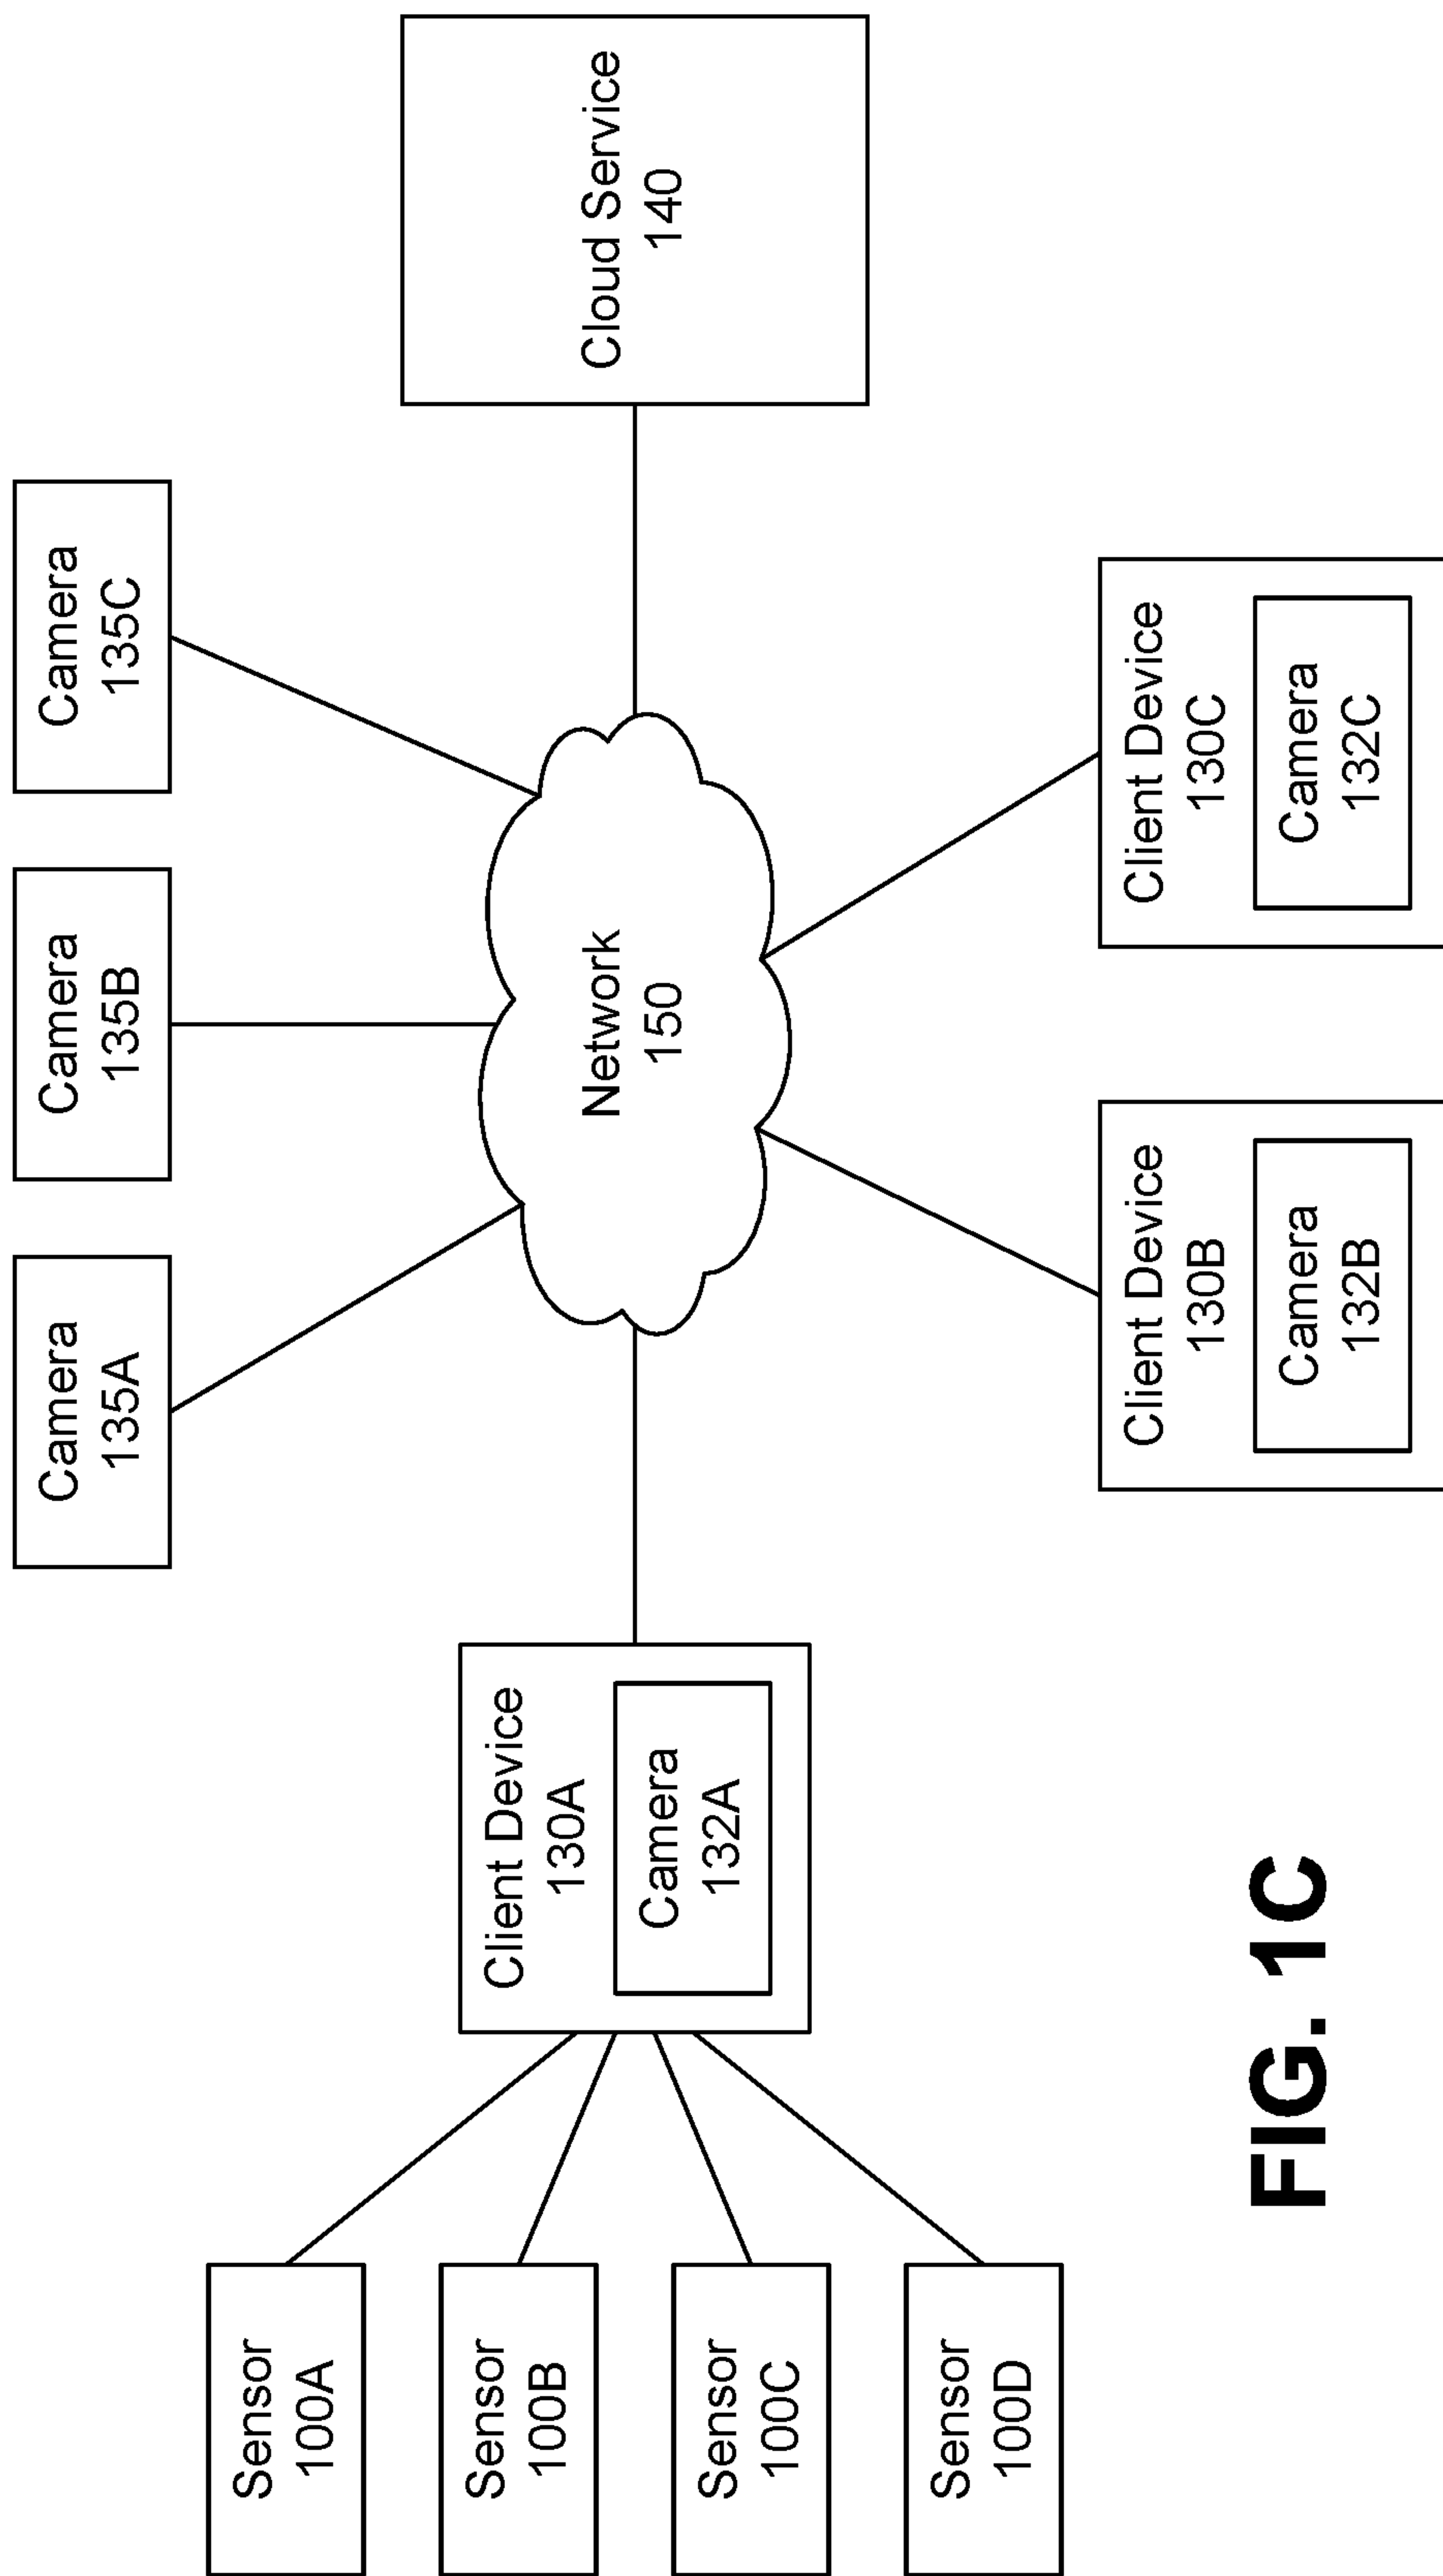 Camera
135A
Camera
135B
Camera
135C
Sensor
100A
Sensor
100B
Sensor
100C
Sensor
100D
Client Device
130A
Camera
132A
Network
150
Cloud Service
140
Client Device
130B
Camera
132B
Client Device
130C
Camera
132C
FIG. 1C